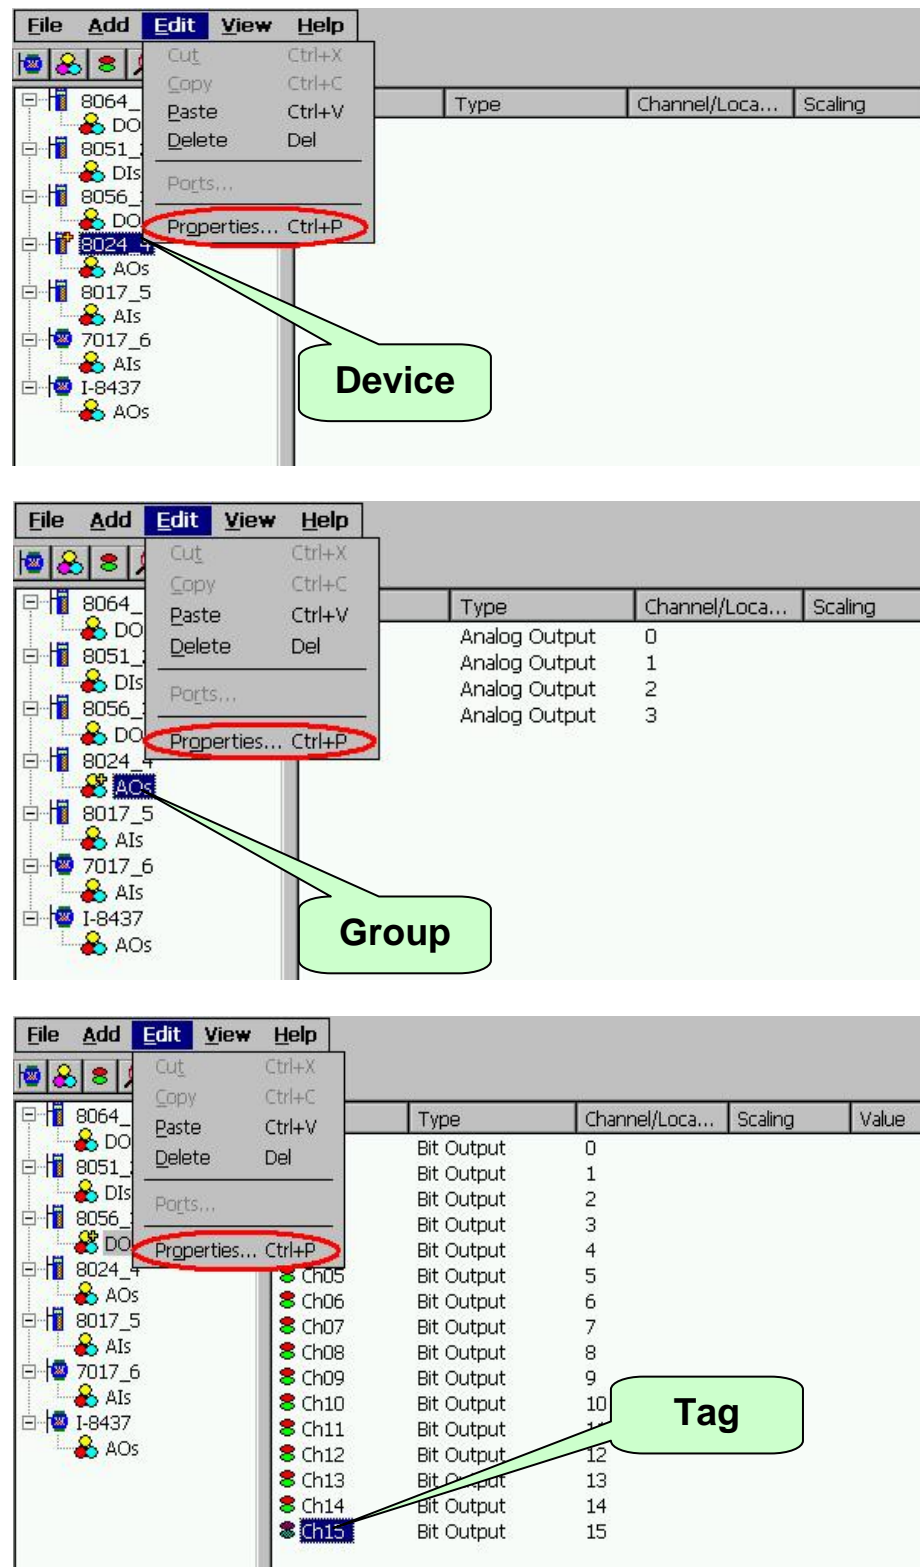 File Add Edit View Help
Cut Ctrl+X
Copy Ctrl+C
Paste Ctrl+V
Delete Del
Ports...
Properties... Ctrl+P
Type Channel/Loca... Scaling
8064_
DO
8051_
DIs
8056_
DO
8024_4
AOs
8017_5
AIs
7017_6
AIs
I-8437
AOs
Device
File Add Edit View Help
Cut Ctrl+X
Copy Ctrl+C
Paste Ctrl+V
Delete Del
Ports...
Properties... Ctrl+P
Type Channel/Loca... Scaling
Analog Output 0
Analog Output 1
Analog Output 2
Analog Output 3
8064_
DO
8051_
DIs
8056_
DO
8024_4
AOs
8017_5
AIs
7017_6
AIs
I-8437
AOs
Group
File Add Edit View Help
Cut Ctrl+X
Copy Ctrl+C
Paste Ctrl+V
Delete Del
Ports...
Properties... Ctrl+P
8064_
DO
8051_
DIs
8056_
DO
8024_4
AOs
8017_5
AIs
7017_6
AIs
I-8437
AOs
Type Channel/Loca... Scaling Value
Bit Output 0
Bit Output 1
Bit Output 2
Bit Output 3
Bit Output 4
Ch05 Bit Output 5
Ch06 Bit Output 6
Ch07 Bit Output 7
Ch08 Bit Output 8
Ch09 Bit Output 9
Ch10 Bit Output 10
Ch11 Bit Output
Ch12 Bit Output 12
Ch13 Bit Output 13
Ch14 Bit Output 14
Ch15 Bit Output 15
Tag